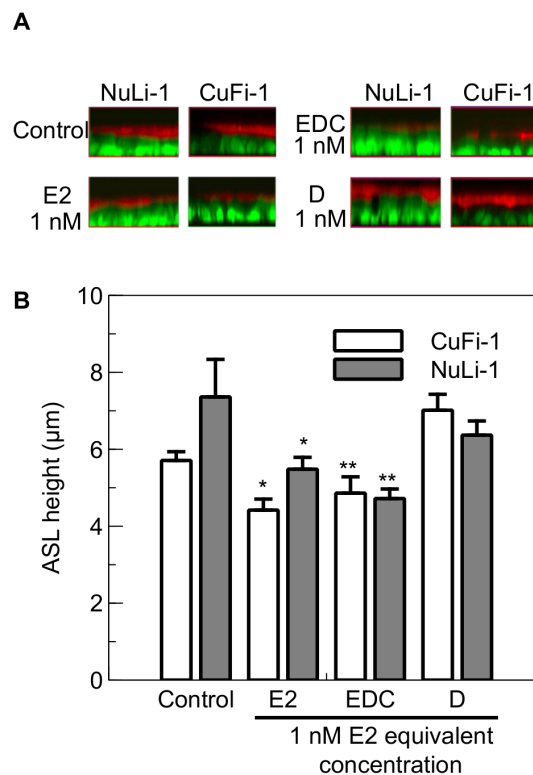 A
NuLi-1 CuFi-1 NuLi-1 CuFi-1
Control
EDC
1 nM
E2
1 nM
D
1 nM
B
10
8
6
4
2
0
ASL height (µm)
CuFi-1
NuLi-1
* * ** **
Control E2 EDC D
1 nM E2 equivalent
concentration